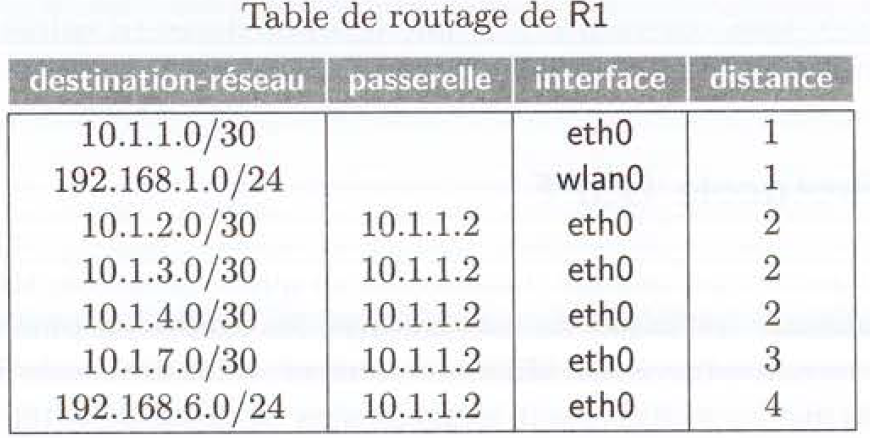 Table de routage de R1
destination-réseau passerelle interface distance
10.1.1.0/30 eth0 1
192.168.1.0/24 wlan0 1
10.1.2.0/30 10.1.1.2 eth0 2
10.1.3.0/30 10.1.1.2 eth0 2
10.1.4.0/30 10.1.1.2 eth0 2
10.1.7.0/30 10.1.1.2 eth0 3
192.168.6.0/24 10.1.1.2 eth0 4